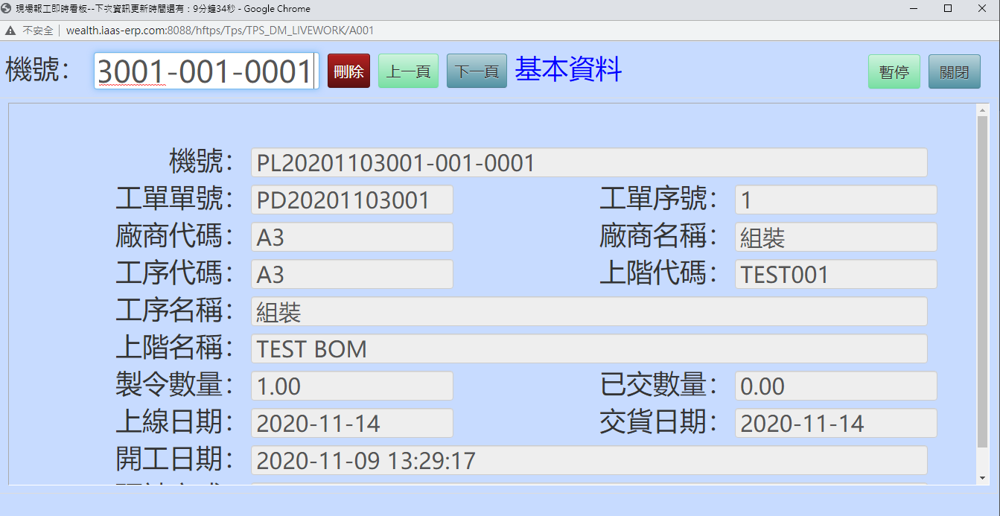 現場報工即時看板--下次資訊更新時間還有：9分鐘34秒 - Google Chrome
不安全 | wealth.iaas-erp.com:8088/hftps/Tps/TPS_DM_LIVEWORK/A001
機號： 3001-001-0001 刪除 上一頁 下一頁 基本資料 暫停 關閉
機號： PL20201103001-001-0001
工單單號： PD20201103001 工單序號： 1
廠商代碼： A3 廠商名稱： 組裝
工序代碼： A3 上階代碼： TEST001
工序名稱： 組裝
上階名稱： TEST BOM
製令數量： 1.00 已交數量： 0.00
上線日期： 2020-11-14 交貨日期： 2020-11-14
開工日期： 2020-11-09 13:29:17